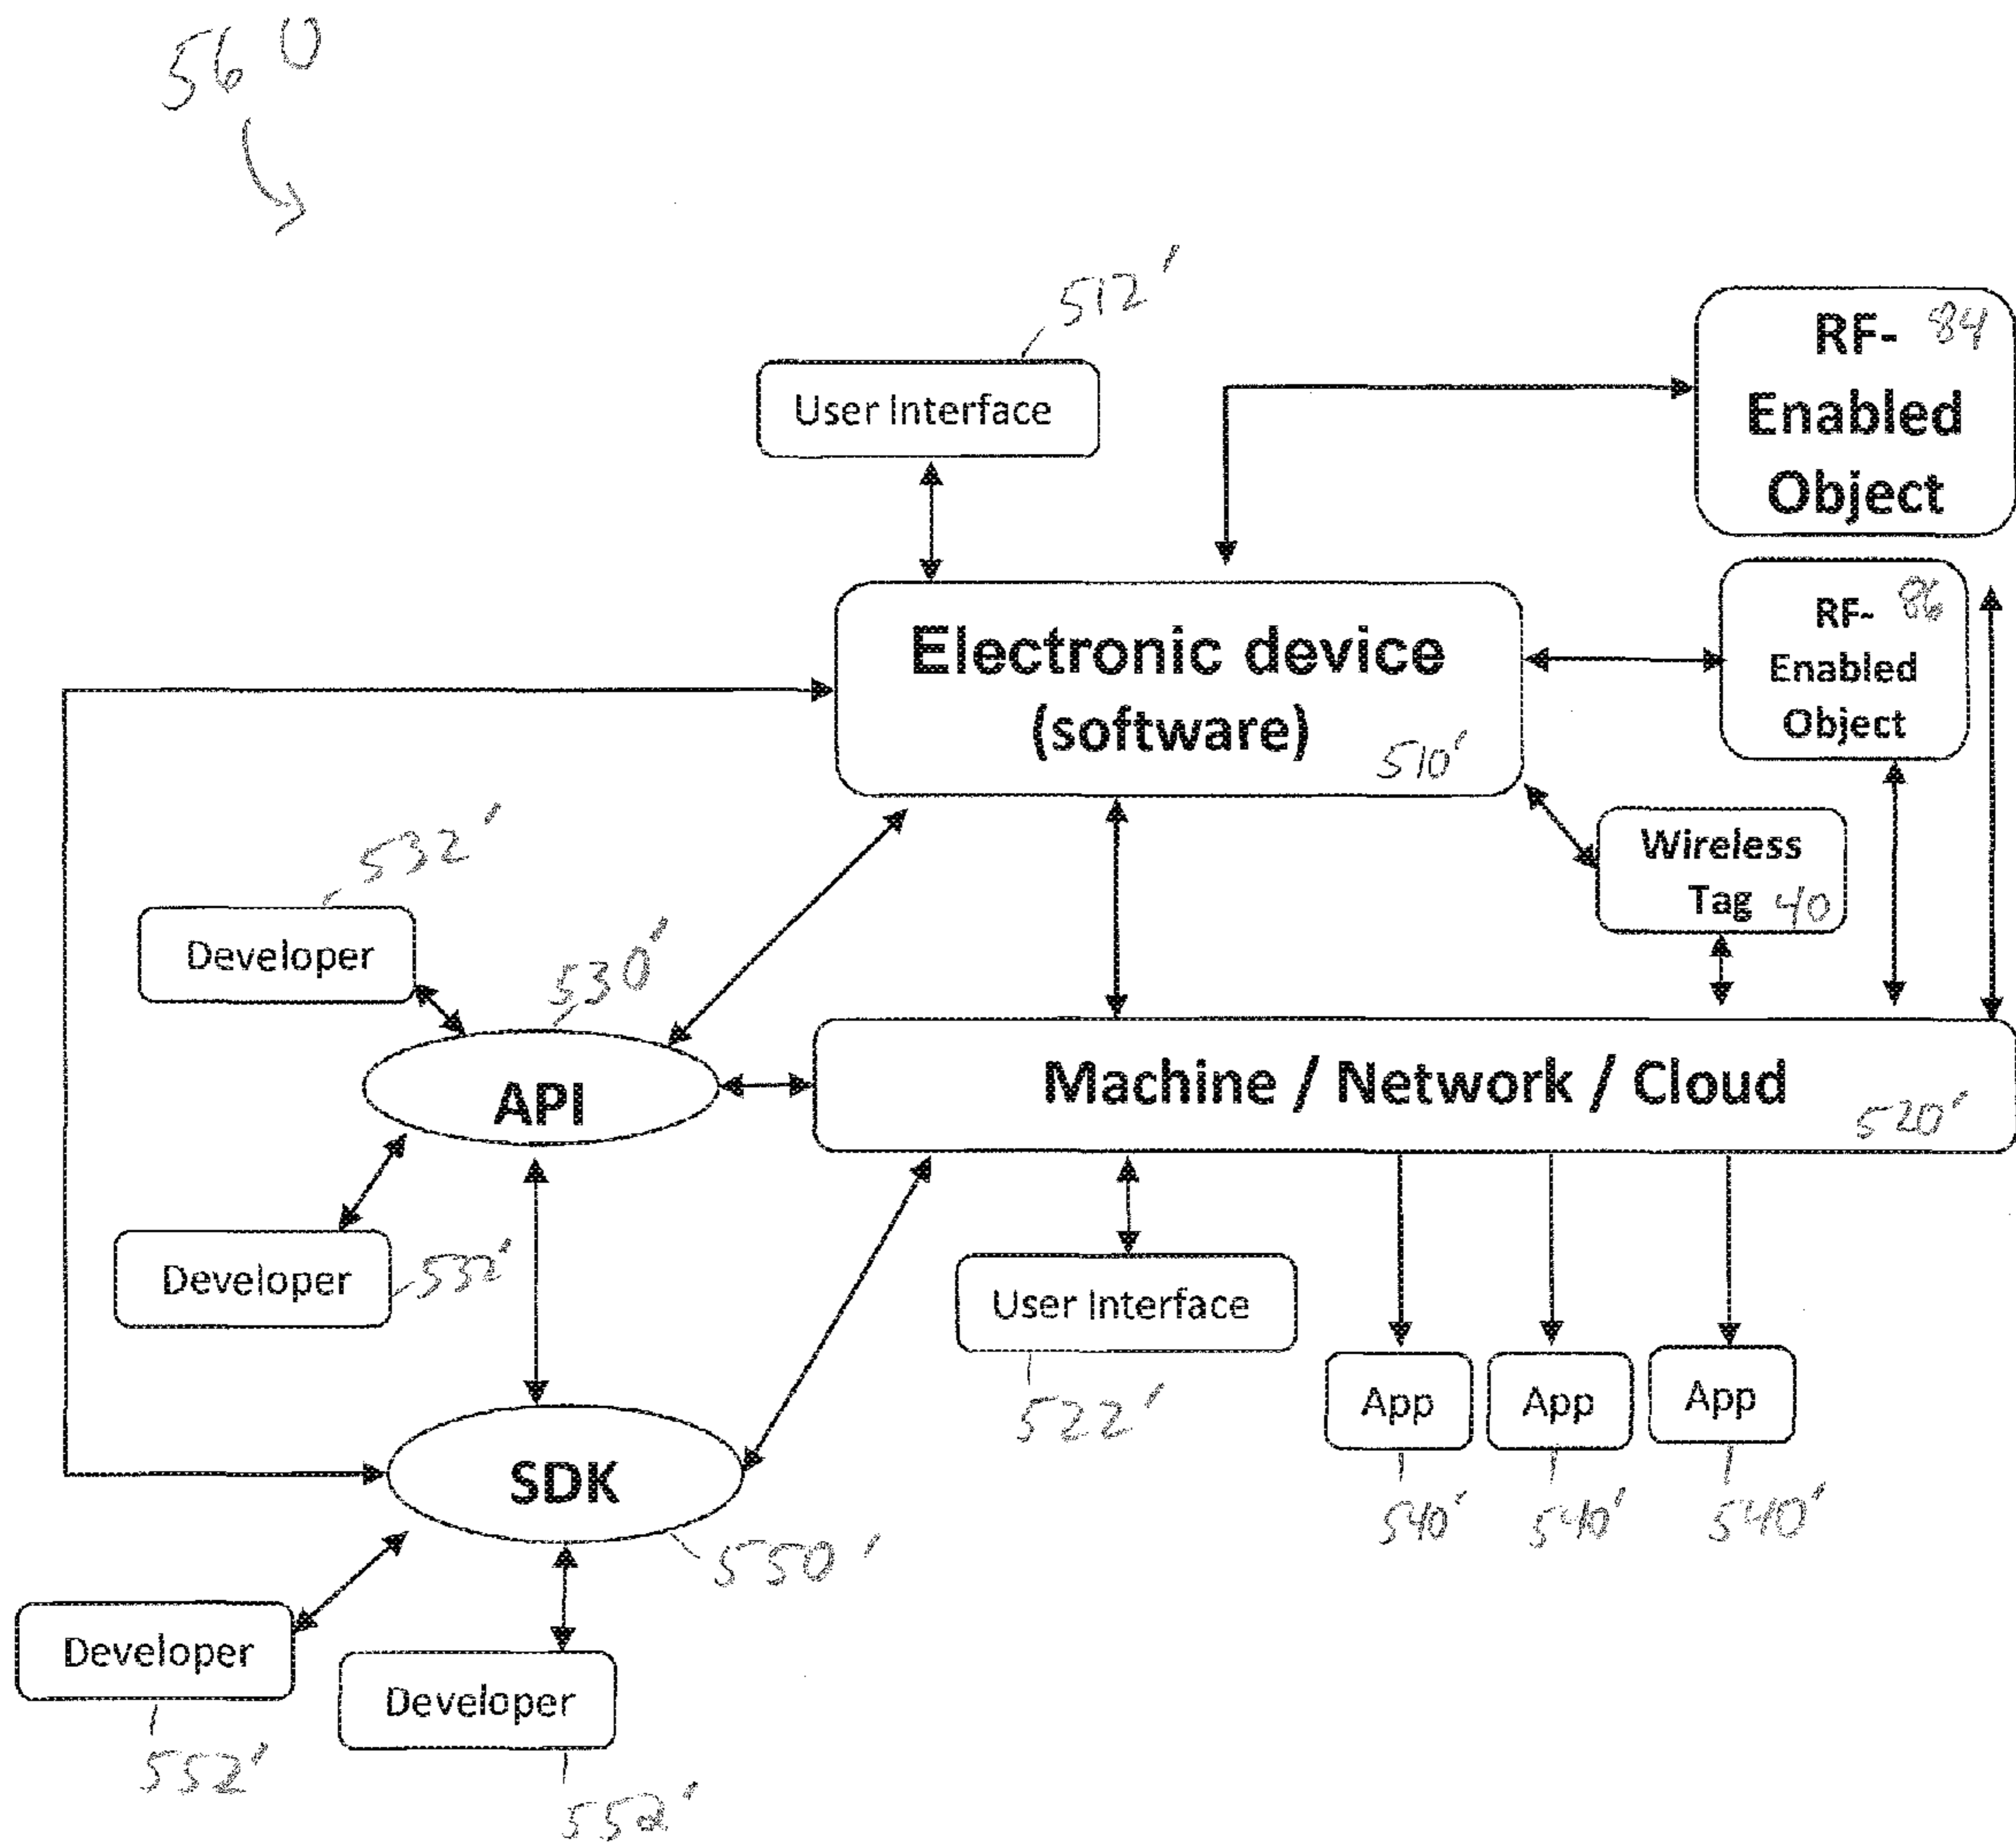 560
512'
RF- 84
Enabled
Object
User Interface
RF- 86
Enabled
Object
Electronic device
(software)
510'
Wireless
Tag 40
532'
Developer
530'
API
Machine / Network / Cloud
520'
Developer
532'
User Interface
522'
App
App
App
540'
540'
540'
SDK
550'
Developer
552'
Developer
552'